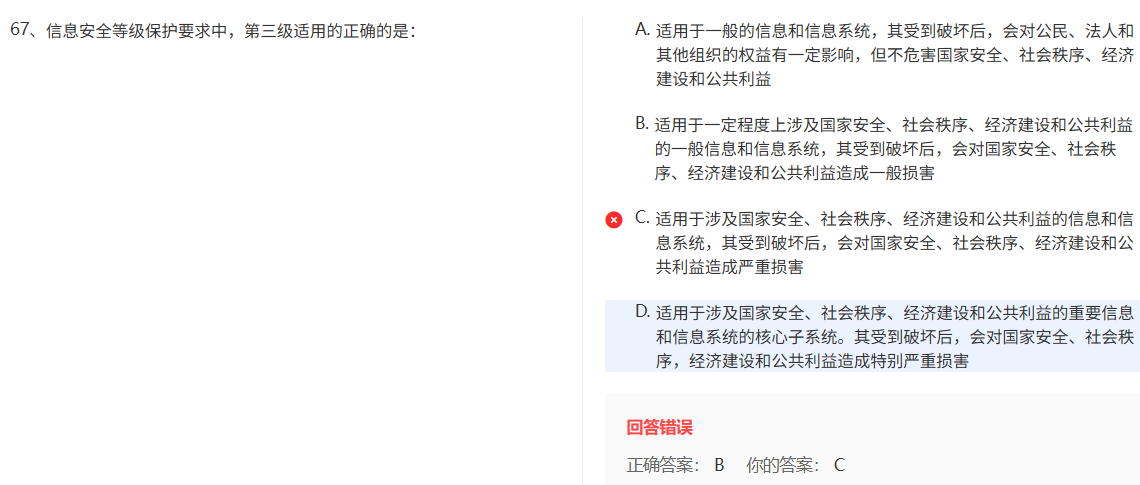 67、信息安全等级保护要求中，第三级适用的正确的是：
A. 适用于一般的信息和信息系统，其受到破坏后，会对公民、法人和
其他组织的权益有一定影响，但不危害国家安全、社会秩序、经济
建设和公共利益
B. 适用于一定程度上涉及国家安全、社会秩序、经济建设和公共利益
的一般信息和信息系统，其受到破坏后，会对国家安全、社会秩
序、经济建设和公共利益造成一般损害
C. 适用于涉及国家安全、社会秩序、经济建设和公共利益的信息和信
息系统，其受到破坏后，会对国家安全、社会秩序、经济建设和公
共利益造成严重损害
D. 适用于涉及国家安全、社会秩序、经济建设和公共利益的重要信息
和信息系统的核心子系统。其受到破坏后，会对国家安全、社会秩
序，经济建设和公共利益造成特别严重损害
回答错误
正确答案： B 你的答案： C